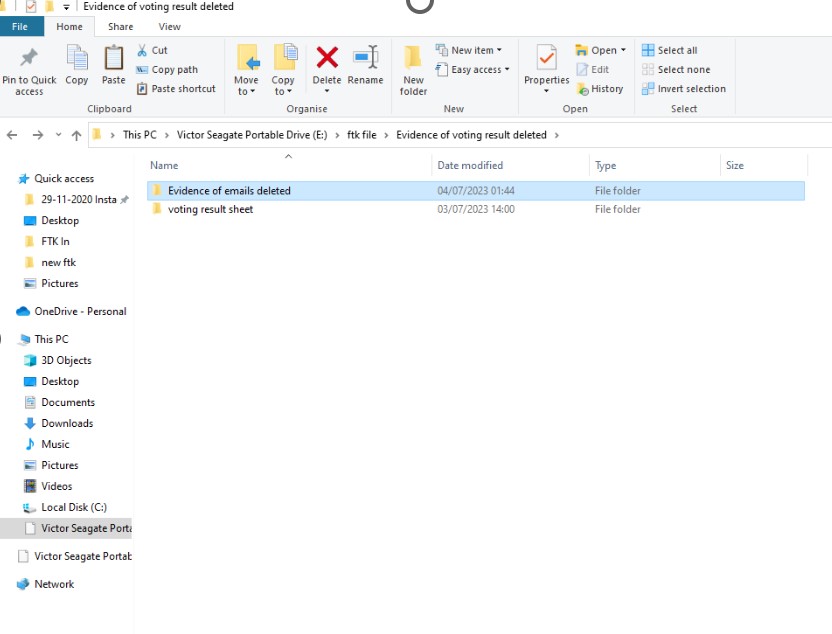 Evidence of voting result deleted
File Home Share View
Pin to Quick access
Copy
Paste
Cut
Copy path
Paste shortcut
Clipboard
Move to
Copy to
Delete
Rename
Organise
New folder
New item
Easy access
New
Properties
Open
Edit
History
Open
Select all
Select none
Invert selection
Select
This PC > Victor Seagate Portable Drive (E:) > ftk file > Evidence of voting result deleted >
Name Date modified Type Size
Evidence of emails deleted 04/07/2023 01:44 File folder
voting result sheet 03/07/2023 14:00 File folder
Quick access
29-11-2020 Insta
Desktop
FTK In
new ftk
Pictures
OneDrive - Personal
This PC
3D Objects
Desktop
Documents
Downloads
Music
Pictures
Videos
Local Disk (C:)
Victor Seagate Porta
Victor Seagate Portab
Network